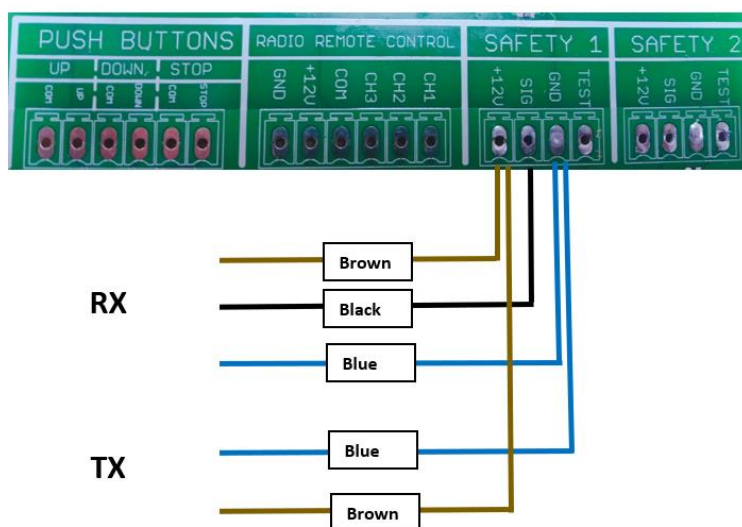 PUSH BUTTONS
UP DOWN STOP
COM UP COM DOWN COM STOP
RADIO REMOTE CONTROL
GND +12V COM CH3 CH2 CH1
SAFETY 1
+12V SIG GND TEST
SAFETY 2
+12V SIG GND TEST
RX
Brown
Black
Blue
TX
Blue
Brown